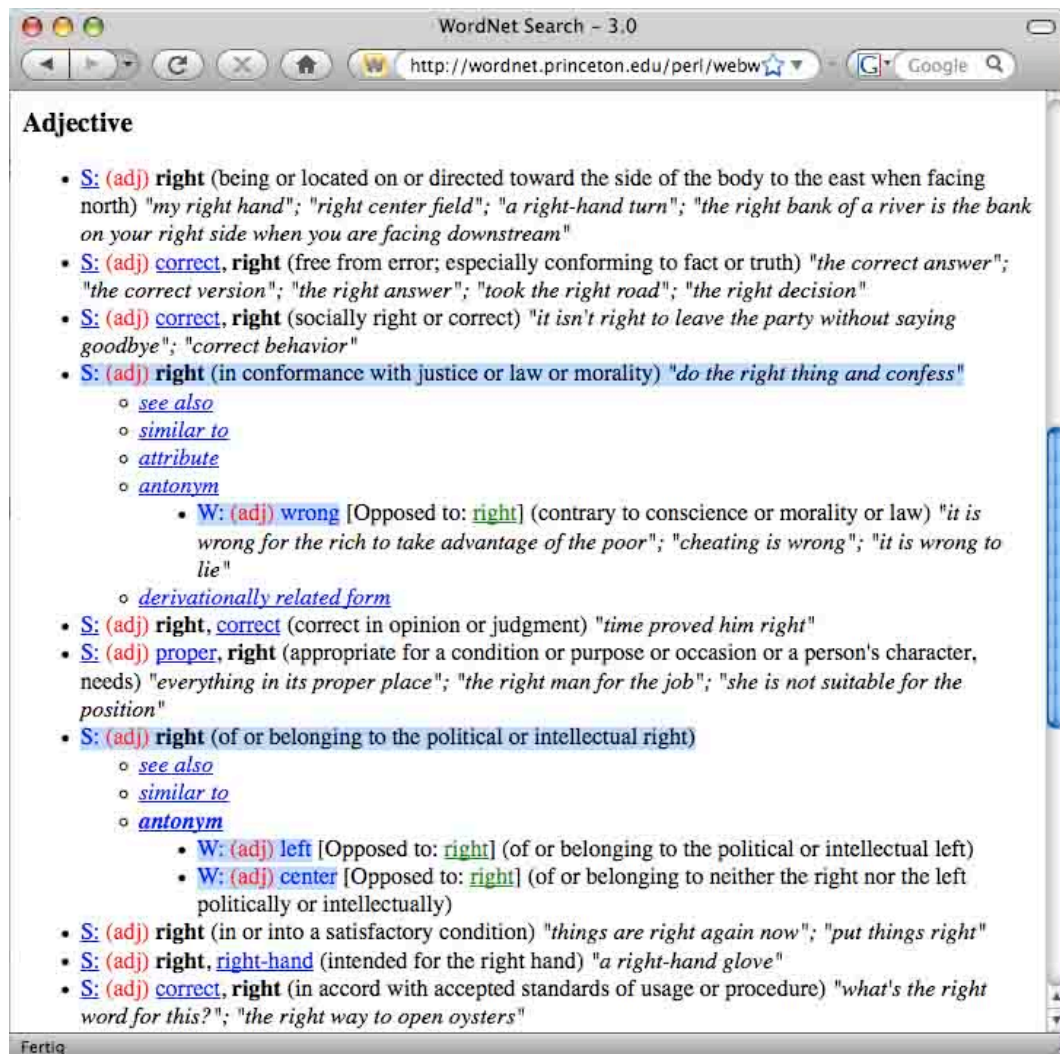 WordNet Search – 3.0
http://wordnet.princeton.edu/perl/webw
Google
Adjective
• S: (adj) right (being or located on or directed toward the side of the body to the east when facing
north) "my right hand"; "right center field"; "a right-hand turn"; "the right bank of a river is the bank
on your right side when you are facing downstream"
• S: (adj) correct, right (free from error; especially conforming to fact or truth) "the correct answer";
"the correct version"; "the right answer"; "took the right road"; "the right decision"
• S: (adj) correct, right (socially right or correct) "it isn't right to leave the party without saying
goodbye"; "correct behavior"
• S: (adj) right (in conformance with justice or law or morality) "do the right thing and confess"
○ see also
○ similar to
○ attribute
○ antonym
• W: (adj) wrong [Opposed to: right] (contrary to conscience or morality or law) "it is
wrong for the rich to take advantage of the poor"; "cheating is wrong"; "it is wrong to
lie"
○ derivationally related form
• S: (adj) right, correct (correct in opinion or judgment) "time proved him right"
• S: (adj) proper, right (appropriate for a condition or purpose or occasion or a person's character,
needs) "everything in its proper place"; "the right man for the job"; "she is not suitable for the
position"
• S: (adj) right (of or belonging to the political or intellectual right)
○ see also
○ similar to
○ antonym
• W: (adj) left [Opposed to: right] (of or belonging to the political or intellectual left)
• W: (adj) center [Opposed to: right] (of or belonging to neither the right nor the left
politically or intellectually)
• S: (adj) right (in or into a satisfactory condition) "things are right again now"; "put things right"
• S: (adj) right, right-hand (intended for the right hand) "a right-hand glove"
• S: (adj) correct, right (in accord with accepted standards of usage or procedure) "what's the right
word for this?"; "the right way to open oysters"
Fertig